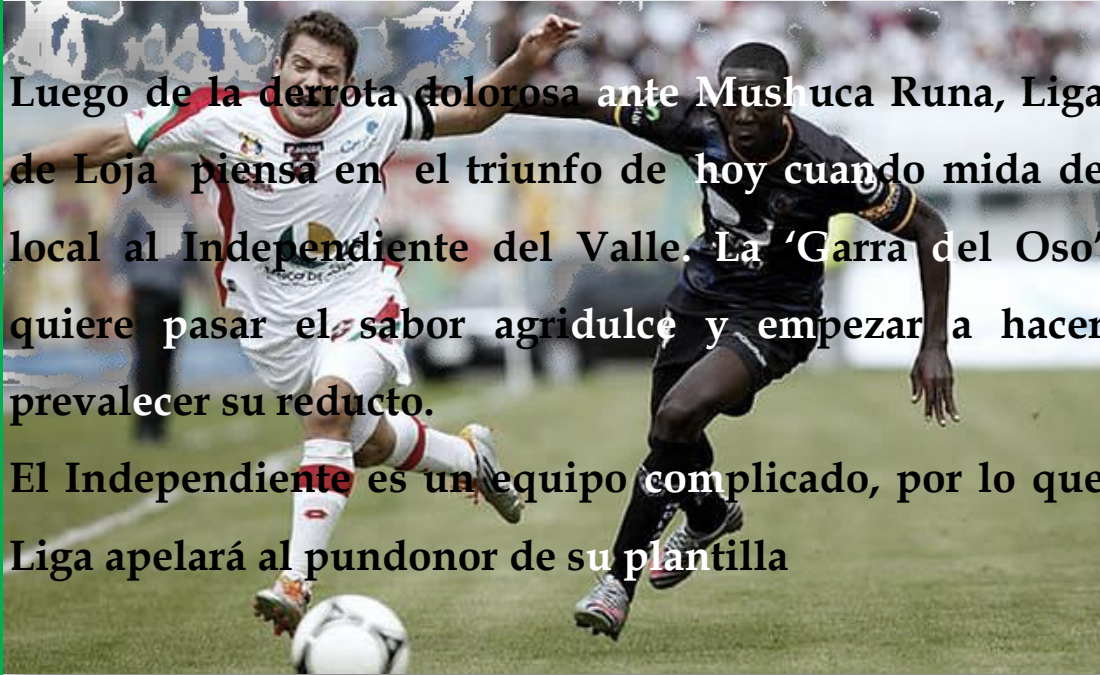 Luego de la derrota dolorosa ante Mushuca Runa, Liga
de Loja piensa en el triunfo de hoy cuando mida de
local al Independiente del Valle. La ‘Garra del Oso’
quiere pasar el sabor agridulce y empezar a hacer
prevalecer su reducto.
El Independiente es un equipo complicado, por lo que
Liga apelará al pundonor de su plantilla